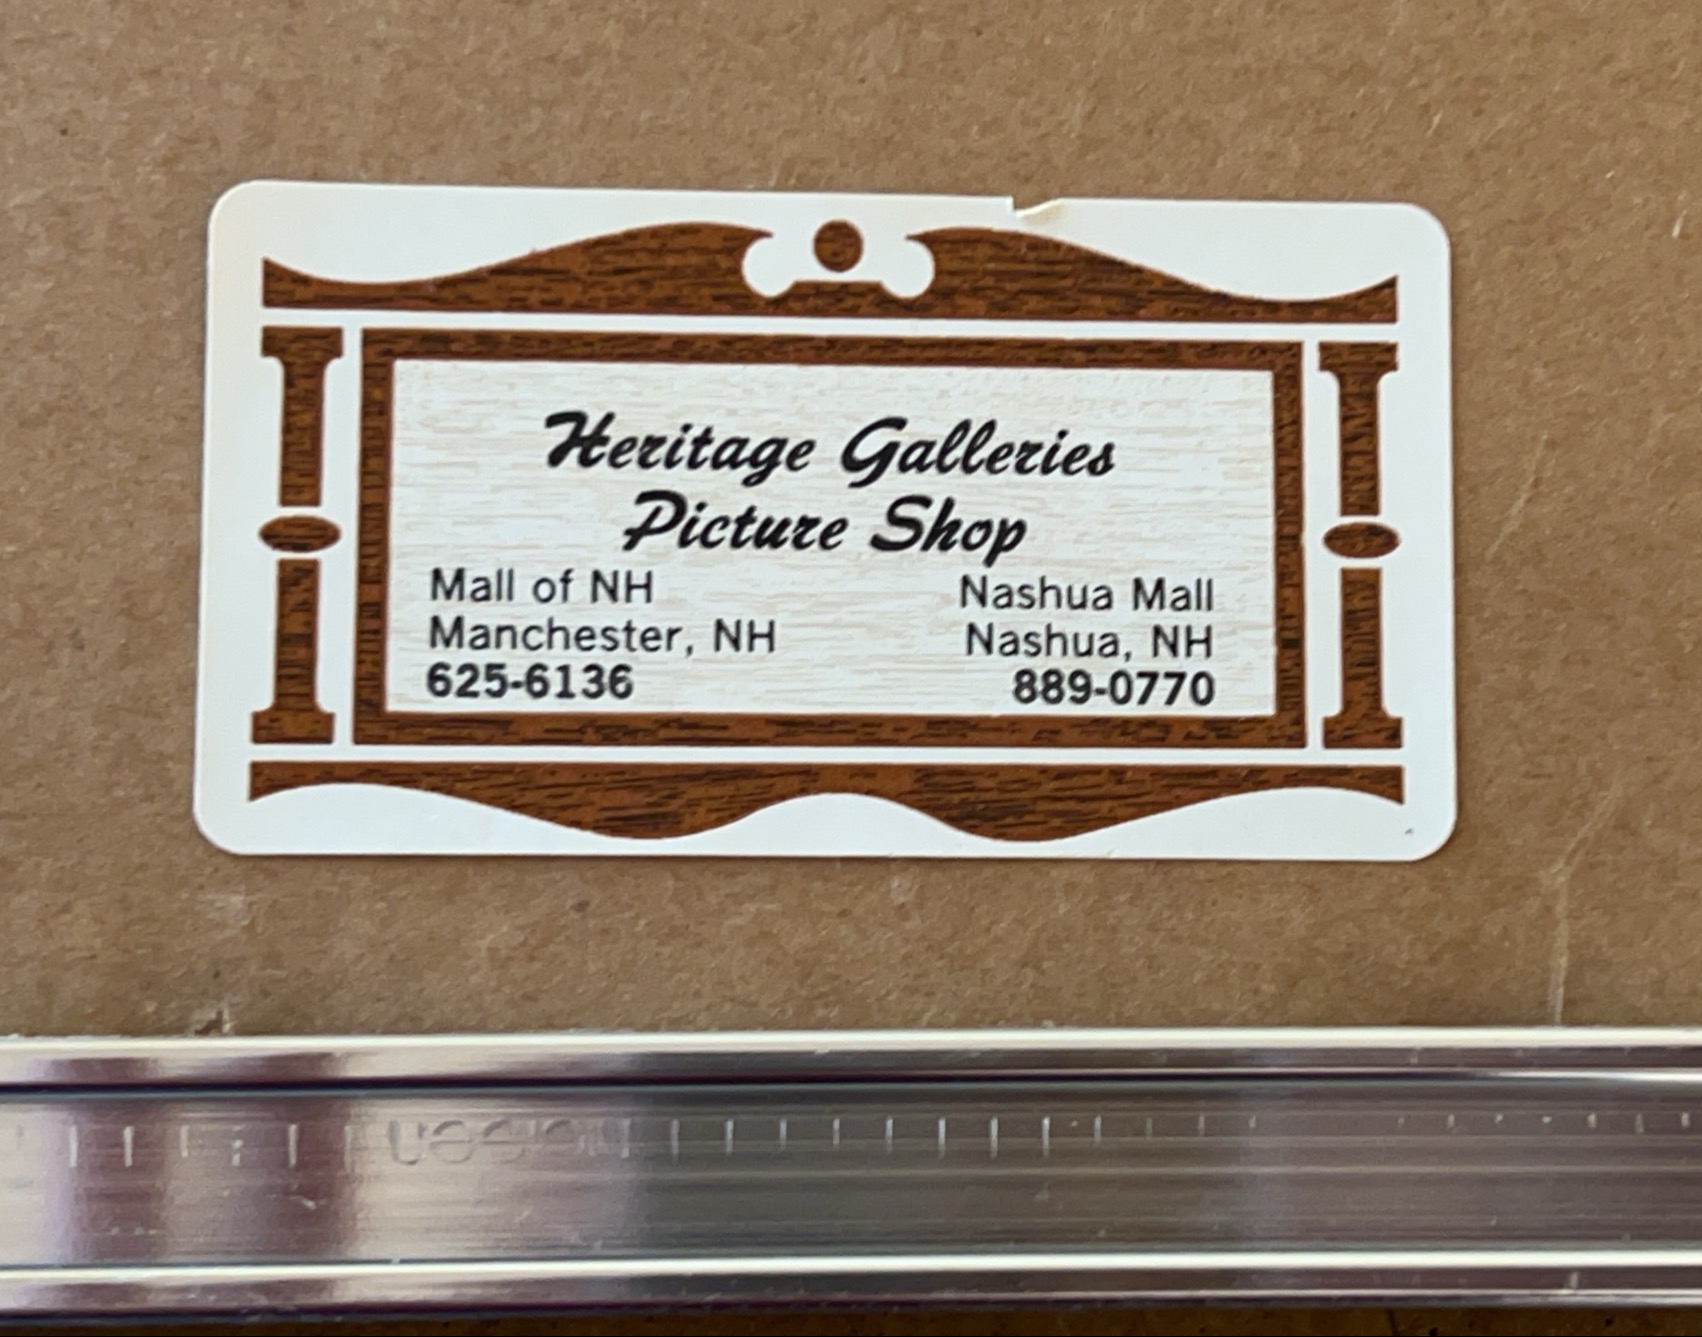 Heritage Galleries
Picture Shop
Mall of NH
Manchester, NH
625-6136
Nashua Mall
Nashua, NH
889-0770